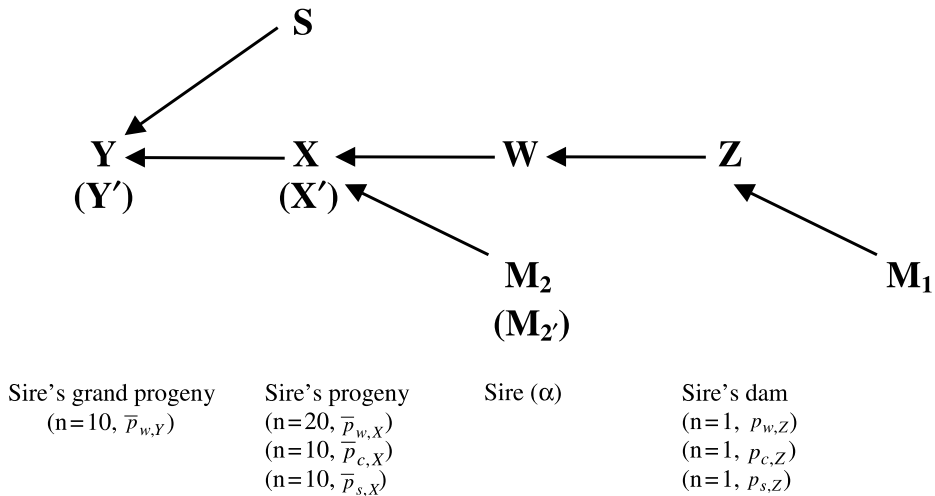 S
Y X W Z
(Y′) (X′)
M₂ M₁
(M₂′)
Sire's grand progeny Sire's progeny Sire (α) Sire's dam
(n=10, p̅w,Y) (n=20, p̅w,X) (n=1, pw,Z)
(n=10, p̅c,X) (n=1, pc,Z)
(n=10, p̅s,X) (n=1, ps,Z)